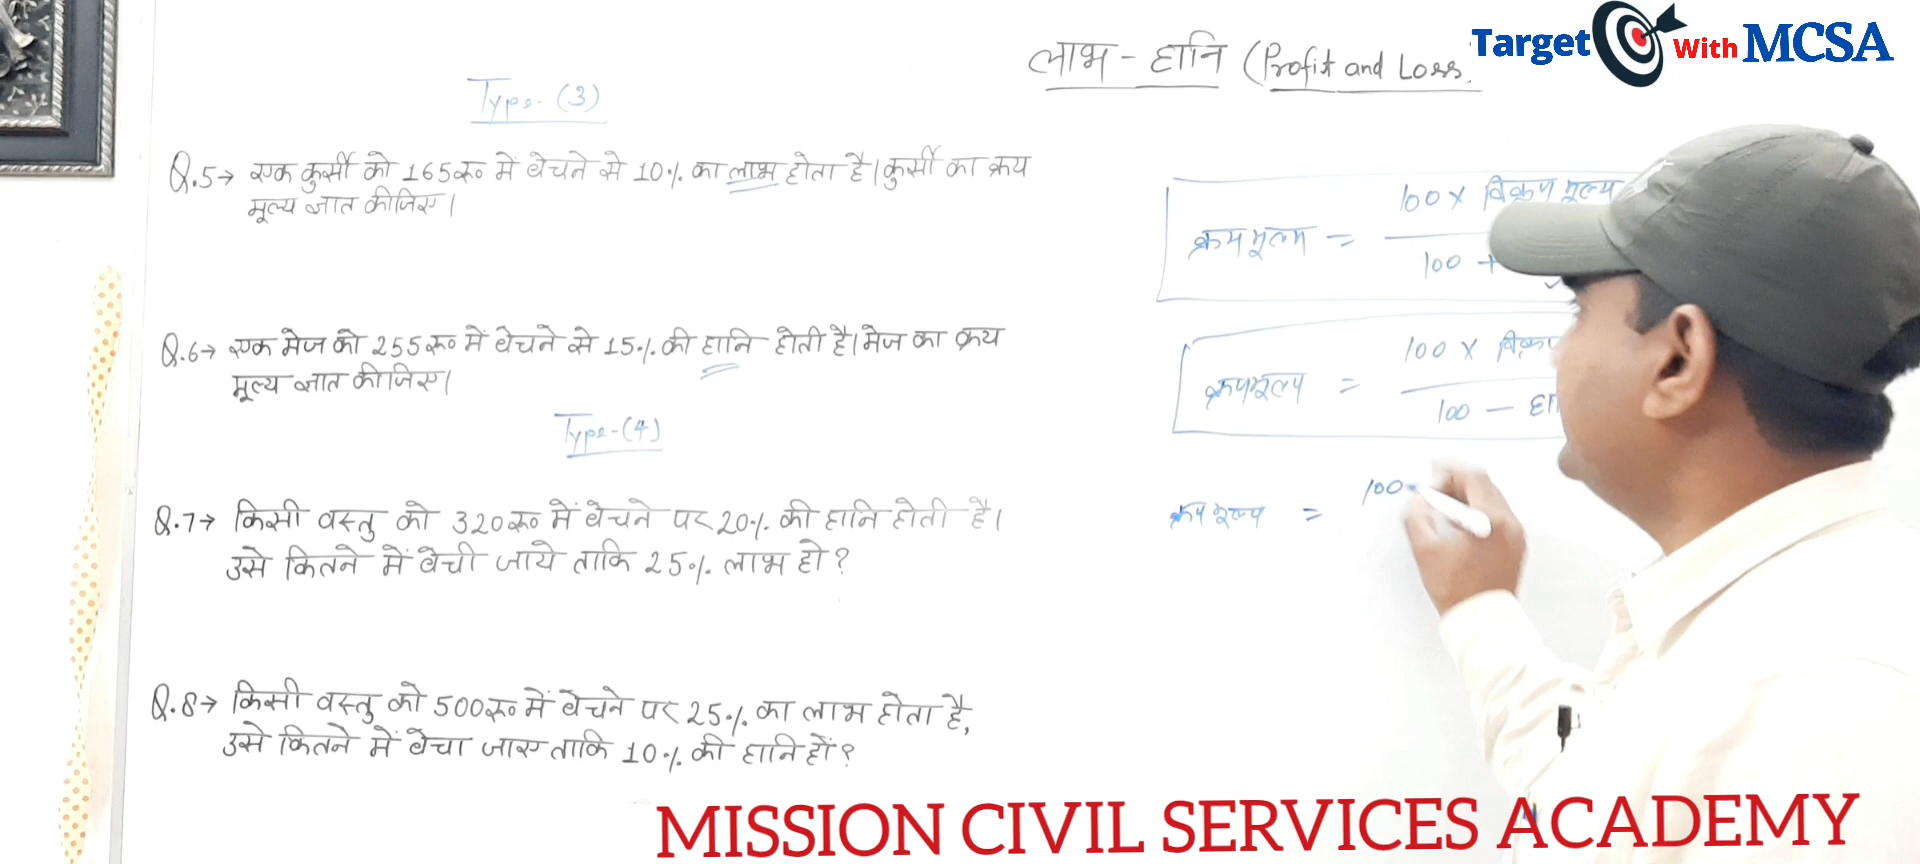 Target With MCSA
लाभ - हानि (Profit and Loss
Type-(3)
Q.5→ एक कुर्सी को 165रू० में बेचने से 10% का लाभ होता है। कुर्सी का क्रय
मूल्य ज्ञात कीजिए।
Q.6→ एक मेज को 255रू० में बेचने से 15% की हानि होती है। मेज का क्रय
मूल्य ज्ञात कीजिए।
Type-(4)
Q.7→ किसी वस्तु को 320रू० में बेचने पर 20% की हानि होती है।
उसे कितने में बेची जाये ताकि 25% लाभ हो?
Q.8→ किसी वस्तु को 500रू० में बेचने पर 25% का लाभ होता है,
उसे कितने में बेचा जाए ताकि 10% की हानि हों?
100 x विक्रय मूल्य
क्रय मूल्य =
100 +
100 x
क्रयमूल्य =
100 -
क्रय मूल्य =
100
MISSION CIVIL SERVICES ACADEMY